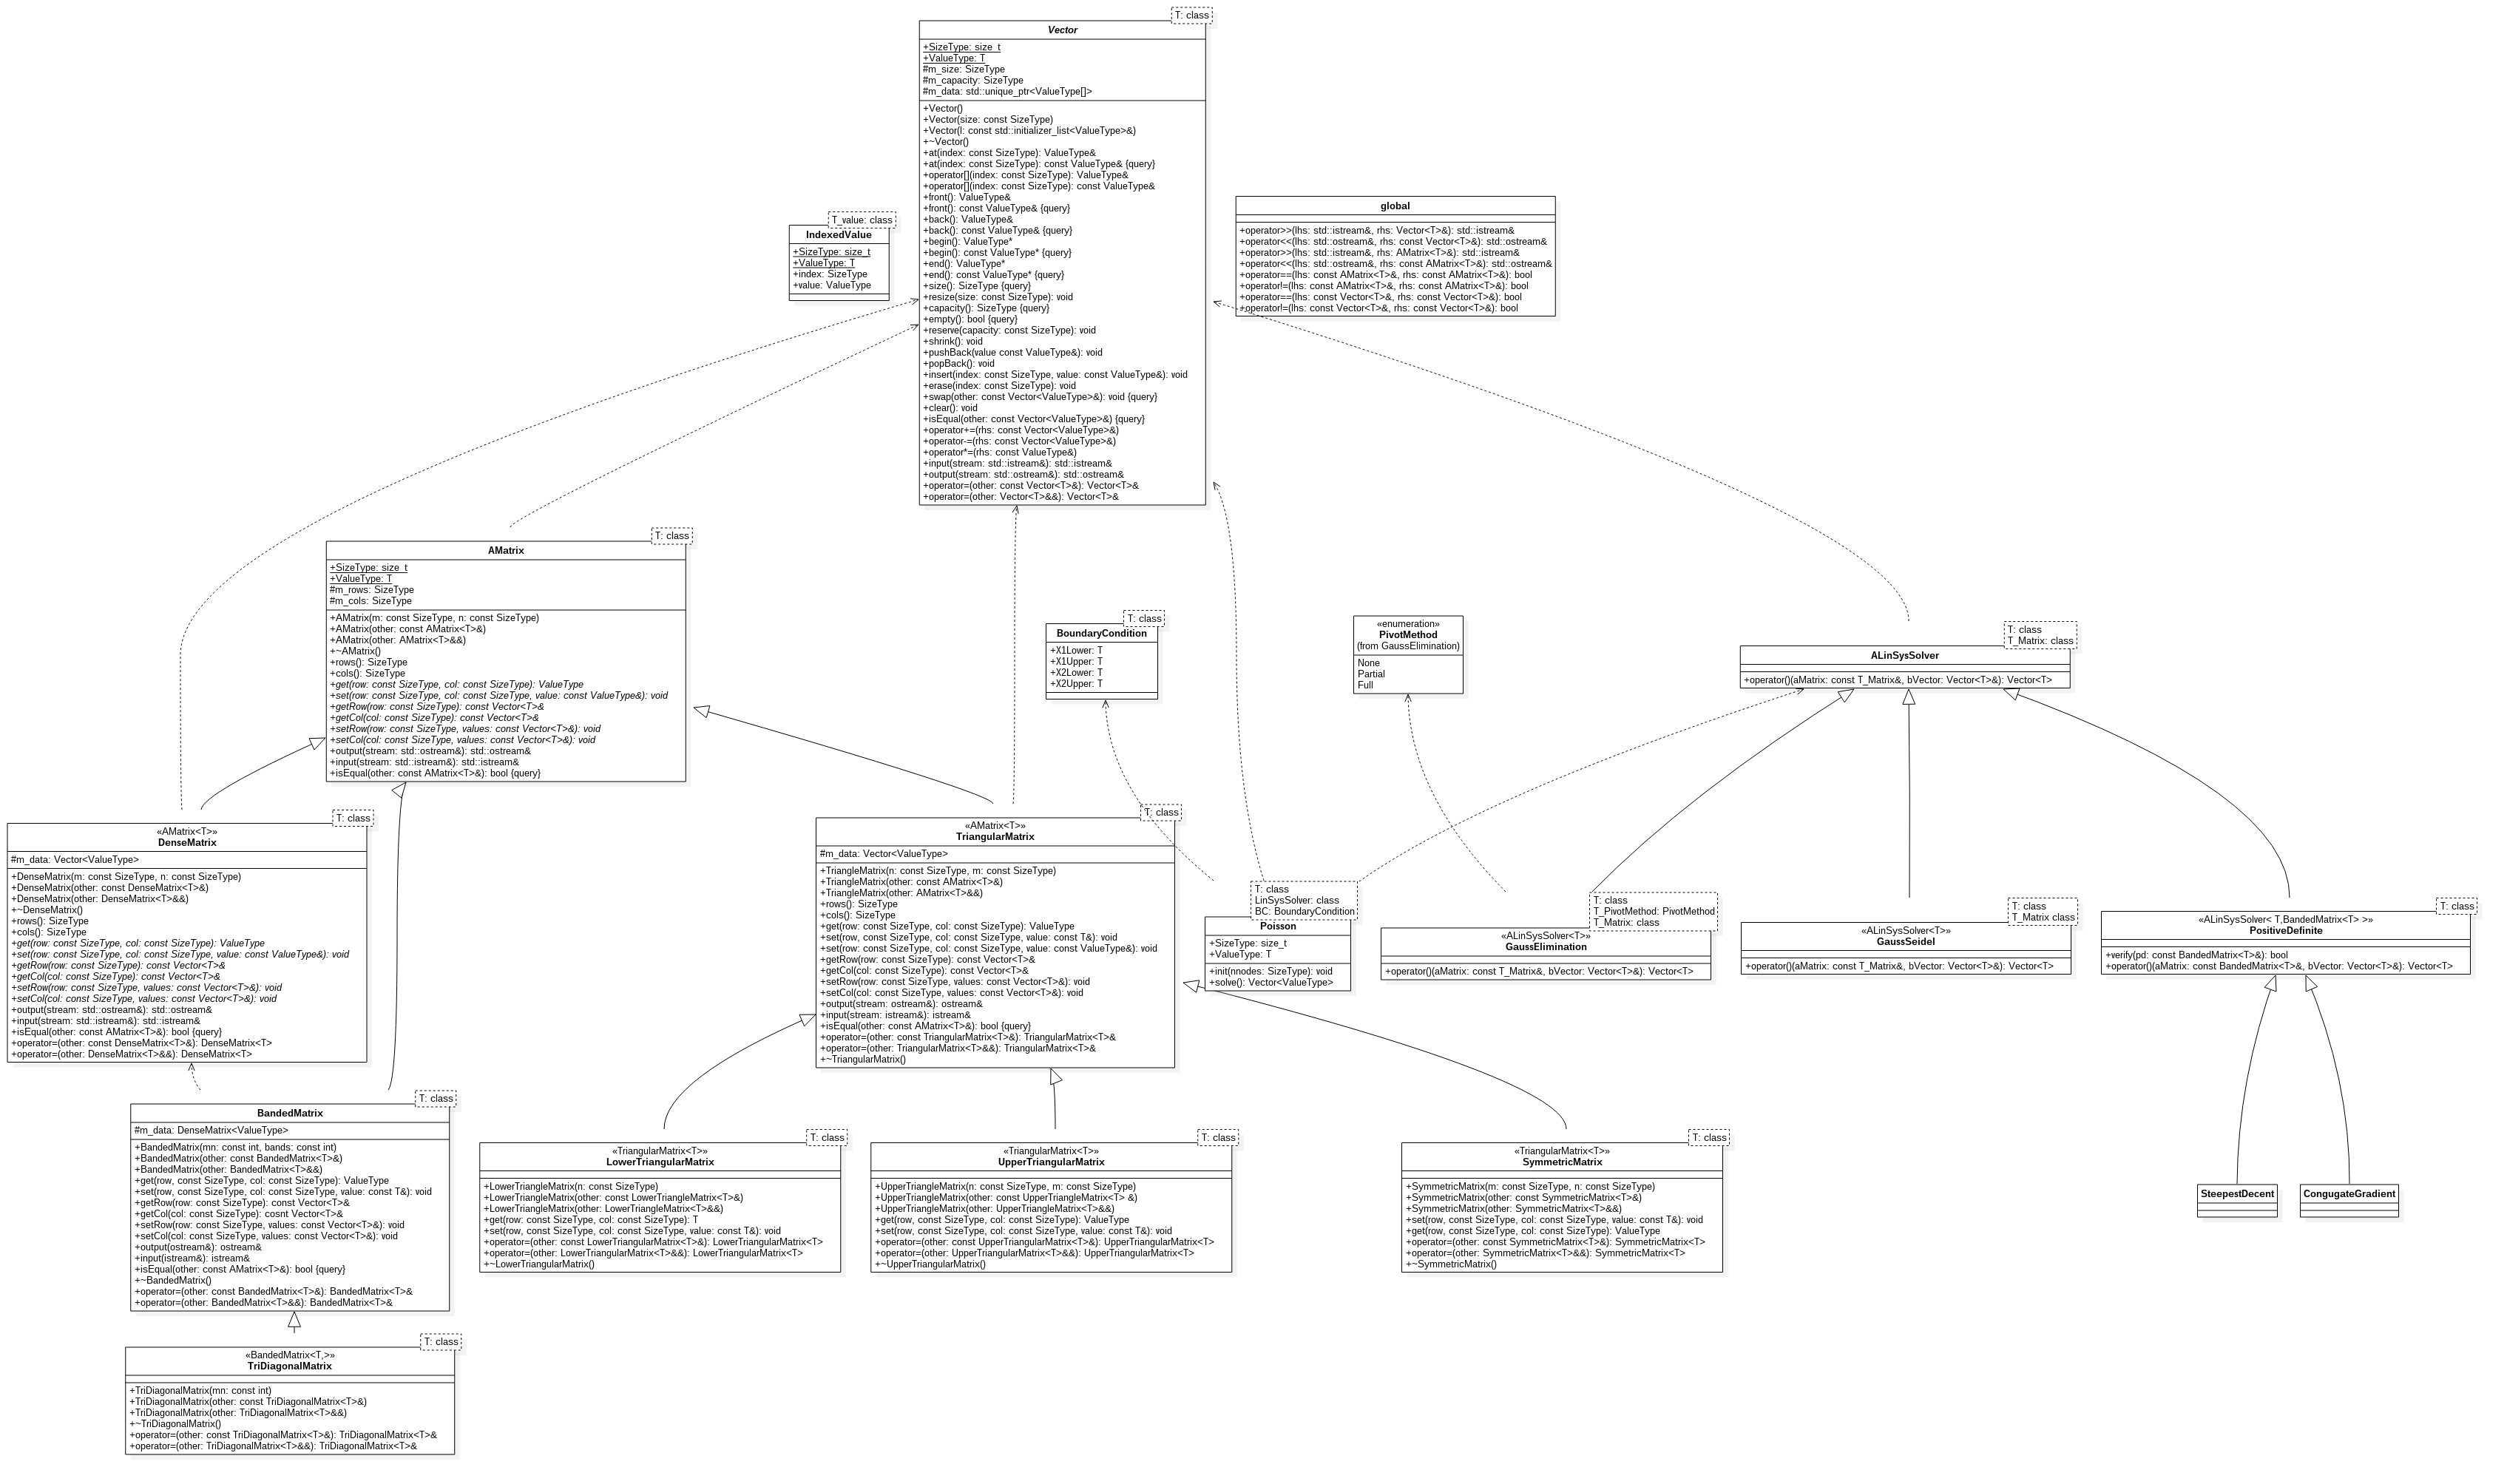 T: class
Vector
+SizeType: size_t
+ValueType: T
#m_size: SizeType
#m_capacity: SizeType
#m_data: std::unique_ptr<ValueType[]>
+Vector()
+Vector(size: const SizeType)
+Vector(l: const std::initializer_list<ValueType>&)
+~Vector()
+at(index: const SizeType): ValueType&
+at(index: const SizeType): const ValueType& {query}
+operator[](index: const SizeType): ValueType&
+operator[](index: const SizeType): const ValueType&
+front(): ValueType&
+front(): const ValueType& {query}
+back(): ValueType&
+back(): const ValueType& {query}
+begin(): ValueType*
+begin(): const ValueType* {query}
+end(): ValueType*
+end(): const ValueType* {query}
+size(): SizeType {query}
+resize(size: const SizeType): void
+capacity(): SizeType {query}
+empty(): bool {query}
+reserve(capacity: const SizeType): void
+shrink(): void
+pushBack(value const ValueType&): void
+popBack(): void
+insert(index: const SizeType, value: const ValueType&): void
+erase(index: const SizeType): void
+swap(other: const Vector<ValueType>&): void {query}
+clear(): void
+isEqual(other: const Vector<ValueType>&) {query}
+operator+=(rhs: const Vector<ValueType>&)
+operator-=(rhs: const Vector<ValueType>&)
+operator*=(rhs: const ValueType&)
+input(stream: std::istream&): std::istream&
+output(stream: std::ostream&): std::ostream&
+operator=(other: const Vector<T>&): Vector<T>&
+operator=(other: Vector<T>&&): Vector<T>&
T_value: class
IndexedValue
+SizeType: size_t
+ValueType: T
+index: SizeType
+value: ValueType
global
+operator>>(lhs: std::istream&, rhs: Vector<T>&): std::istream&
+operator<<(lhs: std::ostream&, rhs: const Vector<T>&): std::ostream&
+operator>>(lhs: std::istream&, rhs: AMatrix<T>&): std::istream&
+operator<<(lhs: std::ostream&, rhs: const AMatrix<T>&): std::ostream&
+operator==(lhs: const AMatrix<T>&, rhs: const AMatrix<T>&): bool
+operator!=(lhs: const AMatrix<T>&, rhs: const AMatrix<T>&): bool
+operator==(lhs: const Vector<T>&, rhs: const Vector<T>&): bool
+operator!=(lhs: const Vector<T>&, rhs: const Vector<T>&): bool
T: class
AMatrix
+SizeType: size_t
+ValueType: T
#m_rows: SizeType
#m_cols: SizeType
+AMatrix(m: const SizeType, n: const SizeType)
+AMatrix(other: const AMatrix<T>&)
+AMatrix(other: AMatrix<T>&&)
+~AMatrix()
+rows(): SizeType
+cols(): SizeType
+get(row: const SizeType, col: const SizeType): ValueType
+set(row: const SizeType, col: const SizeType, value: const ValueType&): void
+getRow(row: const SizeType): const Vector<T>&
+getCol(col: const SizeType): const Vector<T>&
+setRow(row: const SizeType, values: const Vector<T>&): void
+setCol(col: const SizeType, values: const Vector<T>&): void
+output(stream: std::ostream&): std::ostream&
+input(stream: std::istream&): std::istream&
+isEqual(other: const AMatrix<T>&): bool {query}
T: class
BoundaryCondition
+X1Lower: T
+X1Upper: T
+X2Lower: T
+X2Upper: T
«enumeration»
PivotMethod
(from GaussElimination)
None
Partial
Full
T: class
T_Matrix: class
ALinSysSolver
+operator()(aMatrix: const T_Matrix&, bVector: Vector<T>&): Vector<T>
T: class
«AMatrix<T>»
DenseMatrix
#m_data: Vector<ValueType>
+DenseMatrix(m: const SizeType, n: const SizeType)
+DenseMatrix(other: const DenseMatrix<T>&)
+DenseMatrix(other: DenseMatrix<T>&&)
+~DenseMatrix()
+rows(): SizeType
+cols(): SizeType
+get(row: const SizeType, col: const SizeType): ValueType
+set(row: const SizeType, col: const SizeType, value: const ValueType&): void
+getRow(row: const SizeType): const Vector<T>&
+getCol(col: const SizeType): const Vector<T>&
+setRow(row: const SizeType, values: const Vector<T>&): void
+setCol(col: const SizeType, values: const Vector<T>&): void
+output(stream: std::ostream&): std::ostream&
+input(stream: std::istream&): std::istream&
+isEqual(other: const AMatrix<T>&): bool {query}
+operator=(other: const DenseMatrix<T>&): DenseMatrix<T>
+operator=(other: DenseMatrix<T>&&): DenseMatrix<T>
T: class
«AMatrix<T>»
TriangularMatrix
#m_data: Vector<ValueType>
+TriangleMatrix(n: const SizeType, m: const SizeType)
+TriangleMatrix(other: const AMatrix<T>&)
+TriangleMatrix(other: AMatrix<T>&&)
+rows(): SizeType
+cols(): SizeType
+get(row: const SizeType, col: const SizeType): ValueType
+set(row, const SizeType, col: const SizeType, value: const T&): void
+set(row: const SizeType, col: const SizeType, value: const ValueType&): void
+getRow(row: const SizeType): const Vector<T>&
+getCol(col: const SizeType): const Vector<T>&
+setRow(row: const SizeType, values: const Vector<T>&): void
+setCol(col: const SizeType, values: const Vector<T>&): void
+output(stream: ostream&): ostream&
+input(stream: istream&): istream&
+isEqual(other: const AMatrix<T>&): bool {query}
+operator=(other: const TriangularMatrix<T>&): TriangularMatrix<T>&
+operator=(other: TriangularMatrix<T>&&): TriangularMatrix<T>&
+~TriangularMatrix()
T: class
LinSysSolver: class
BC: BoundaryCondition
Poisson
+SizeType: size_t
+ValueType: T
+init(nnodes: SizeType): void
+solve(): Vector<ValueType>
T: class
T_PivotMethod: PivotMethod
T_Matrix: class
«ALinSysSolver<T>»
GaussElimination
+operator()(aMatrix: const T_Matrix&, bVector: Vector<T>&): Vector<T>
T: class
T_Matrix class
«ALinSysSolver<T>»
GaussSeidel
+operator()(aMatrix: const T_Matrix&, bVector: Vector<T>&): Vector<T>
T: class
«ALinSysSolver< T,BandedMatrix<T> >»
PositiveDefinite
+verify(pd: const BandedMatrix<T>&): bool
+operator()(aMatrix: const BandedMatrix<T>&, bVector: Vector<T>&): Vector<T>
T: class
BandedMatrix
#m_data: DenseMatrix<ValueType>
+BandedMatrix(mn: const int, bands: const int)
+BandedMatrix(other: const BandedMatrix<T>&)
+BandedMatrix(other: BandedMatrix<T>&&)
+get(row, const SizeType, col: const SizeType): ValueType
+set(row, const SizeType, col: const SizeType, value: const T&): void
+getRow(row: const SizeType): const Vector<T>&
+getCol(col: const SizeType): cosnt Vector<T>&
+setRow(row: const SizeType, values: const Vector<T>&): void
+setCol(col: const SizeType, values: const Vector<T>&): void
+output(ostream&): ostream&
+input(istream&): istream&
+isEqual(other: const AMatrix<T>&): bool {query}
+~BandedMatrix()
+operator=(other: const BandedMatrix<T>&): BandedMatrix<T>&
+operator=(other: BandedMatrix<T>&&): BandedMatrix<T>&
T: class
«TriangularMatrix<T>»
LowerTriangularMatrix
+LowerTriangleMatrix(n: const SizeType)
+LowerTriangleMatrix(other: const LowerTriangleMatrix<T>&)
+LowerTriangleMatrix(other: LowerTriangleMatrix<T>&&)
+get(row: const SizeType, col: const SizeType): T
+set(row, const SizeType, col: const SizeType, value: const T&): void
+operator=(other: const LowerTriangularMatrix<T>&): LowerTriangularMatrix<T>
+operator=(other: LowerTriangularMatrix<T>&&): LowerTriangularMatrix<T>
+~LowerTriangularMatrix()
T: class
«TriangularMatrix<T>»
UpperTriangularMatrix
+UpperTriangleMatrix(n: const SizeType, m: const SizeType)
+UpperTriangleMatrix(other: const UpperTriangleMatrix<T> &)
+UpperTriangleMatrix(other: UpperTriangleMatrix<T>&&)
+get(row, const SizeType, col: const SizeType): ValueType
+set(row, const SizeType, col: const SizeType, value: const T&): void
+operator=(other: const UpperTriangularMatrix<T>&): UpperTriangularMatrix<T>
+operator=(other: UpperTriangularMatrix<T>&&): UpperTriangularMatrix<T>
+~UpperTriangularMatrix()
T: class
«TriangularMatrix<T>»
SymmetricMatrix
+SymmetricMatrix(m: const SizeType, n: const SizeType)
+SymmetricMatrix(other: const SymmetricMatrix<T>&)
+SymmetricMatrix(other: SymmetricMatrix<T>&&)
+set(row, const SizeType, col: const SizeType, value: const T&): void
+get(row, const SizeType, col: const SizeType): ValueType
+operator=(other: const SymmetricMatrix<T>&): SymmetricMatrix<T>
+operator=(other: SymmetricMatrix<T>&&): SymmetricMatrix<T>
+~SymmetricMatrix()
SteepestDecent
CongugateGradient
T: class
«BandedMatrix<T,>»
TriDiagonalMatrix
+TriDiagonalMatrix(mn: const int)
+TriDiagonalMatrix(other: const TriDiagonalMatrix<T>&)
+TriDiagonalMatrix(other: TriDiagonalMatrix<T>&&)
+~TriDiagonalMatrix()
+operator=(other: const TriDiagonalMatrix<T>&): TriDiagonalMatrix<T>&
+operator=(other: TriDiagonalMatrix<T>&&): TriDiagonalMatrix<T>&